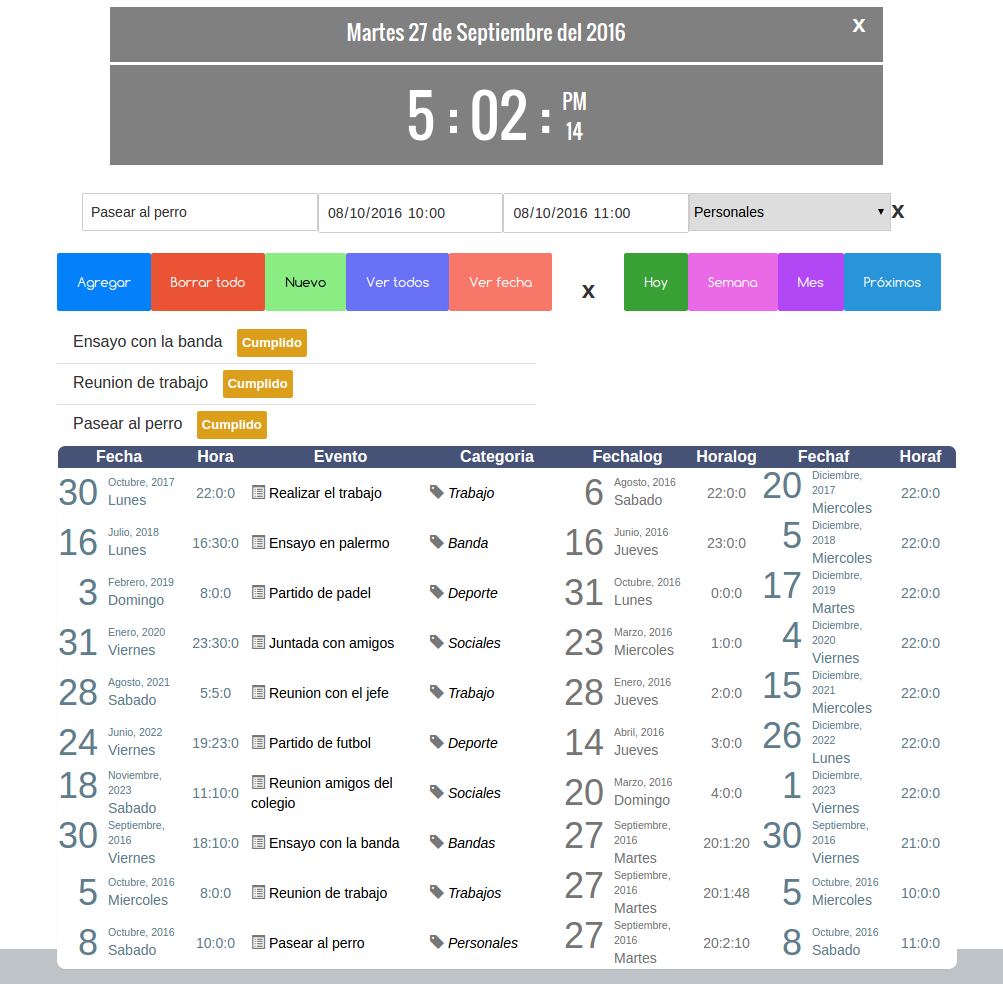 Martes 27 de Septiembre del 2016 X
5 : 02 : PM 14
Pasear al perro 08/10/2016 10:00 08/10/2016 11:00 Personales X
Agregar Borrar todo Nuevo Ver todos Ver fecha X Hoy Semana Mes Próximos
Ensayo con la banda Cumplido
Reunion de trabajo Cumplido
Pasear al perro Cumplido
Fecha Hora Evento Categoria Fechalog Horalog Fechaf Horaf
30 Octubre, 2017 Lunes 22:0:0 Realizar el trabajo Trabajo 6 Agosto, 2016 Sabado 22:0:0 20 Diciembre, 2017 Miercoles 22:0:0
16 Julio, 2018 Lunes 16:30:0 Ensayo en palermo Banda 16 Junio, 2016 Jueves 23:0:0 5 Diciembre, 2018 Miercoles 22:0:0
3 Febrero, 2019 Domingo 8:0:0 Partido de padel Deporte 31 Octubre, 2016 Lunes 0:0:0 17 Diciembre, 2019 Martes 22:0:0
31 Enero, 2020 Viernes 23:30:0 Juntada con amigos Sociales 23 Marzo, 2016 Miercoles 1:0:0 4 Diciembre, 2020 Viernes 22:0:0
28 Agosto, 2021 Sabado 5:5:0 Reunion con el jefe Trabajo 28 Enero, 2016 Jueves 2:0:0 15 Diciembre, 2021 Miercoles 22:0:0
24 Junio, 2022 Viernes 19:23:0 Partido de futbol Deporte 14 Abril, 2016 Jueves 3:0:0 26 Diciembre, 2022 Lunes 22:0:0
18 Noviembre, 2023 Sabado 11:10:0 Reunion amigos del colegio Sociales 20 Marzo, 2016 Domingo 4:0:0 1 Diciembre, 2023 Viernes 22:0:0
30 Septiembre, 2016 Viernes 18:10:0 Ensayo con la banda Bandas 27 Septiembre, 2016 Martes 20:1:20 30 Septiembre, 2016 Viernes 21:0:0
5 Octubre, 2016 Miercoles 8:0:0 Reunion de trabajo Trabajos 27 Septiembre, 2016 Martes 20:1:48 5 Octubre, 2016 Miercoles 10:0:0
8 Octubre, 2016 Sabado 10:0:0 Pasear al perro Personales 27 Septiembre, 2016 Martes 20:2:10 8 Octubre, 2016 Sabado 11:0:0